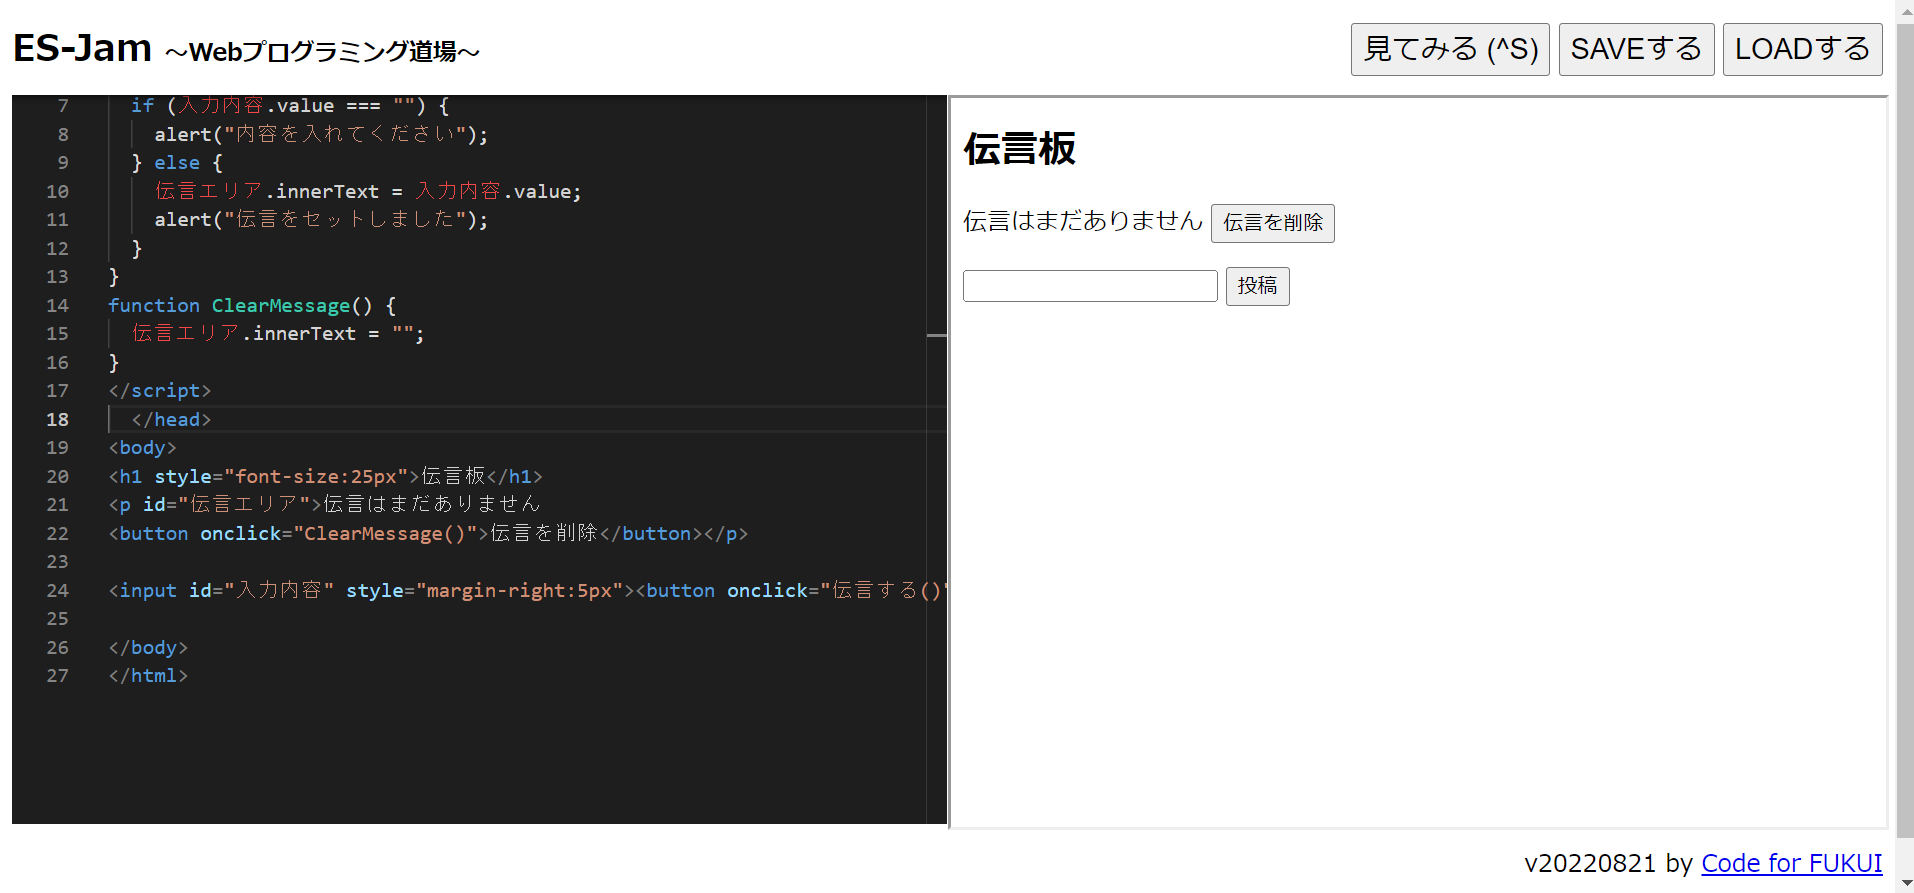 ES-Jam ～Webプログラミング道場～
見てみる (^S) SAVEする LOADする
7 if (入力内容.value === "") {
8 alert("内容を入れてください");
9 } else {
10 伝言エリア.innerText = 入力内容.value;
11 alert("伝言をセットしました");
12 }
13 }
14 function ClearMessage() {
15 伝言エリア.innerText = "";
16 }
17 </script>
18 </head>
19 <body>
20 <h1 style="font-size:25px">伝言板</h1>
21 <p id="伝言エリア">伝言はまだありません
22 <button onclick="ClearMessage()">伝言を削除</button></p>
23
24 <input id="入力内容" style="margin-right:5px"><button onclick="伝言する()"
25
26 </body>
27 </html>
伝言板
伝言はまだありません 伝言を削除
投稿
v20220821 by Code for FUKUI